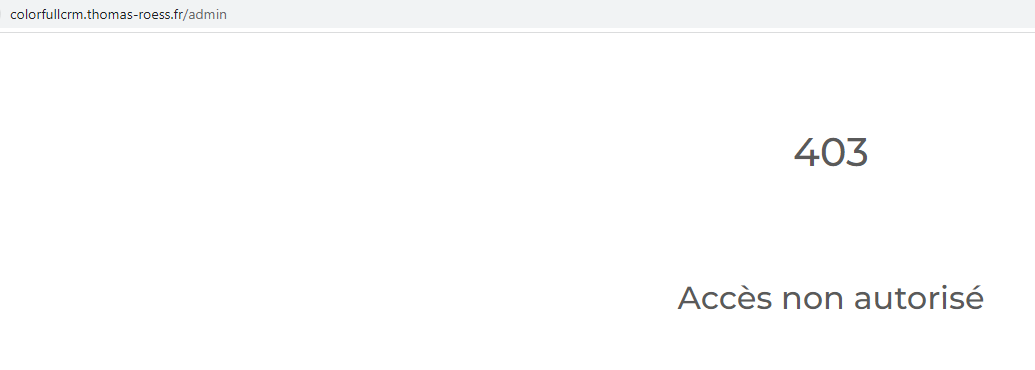 colorfullcrm.thomas-roess.fr/admin
403
Accès non autorisé